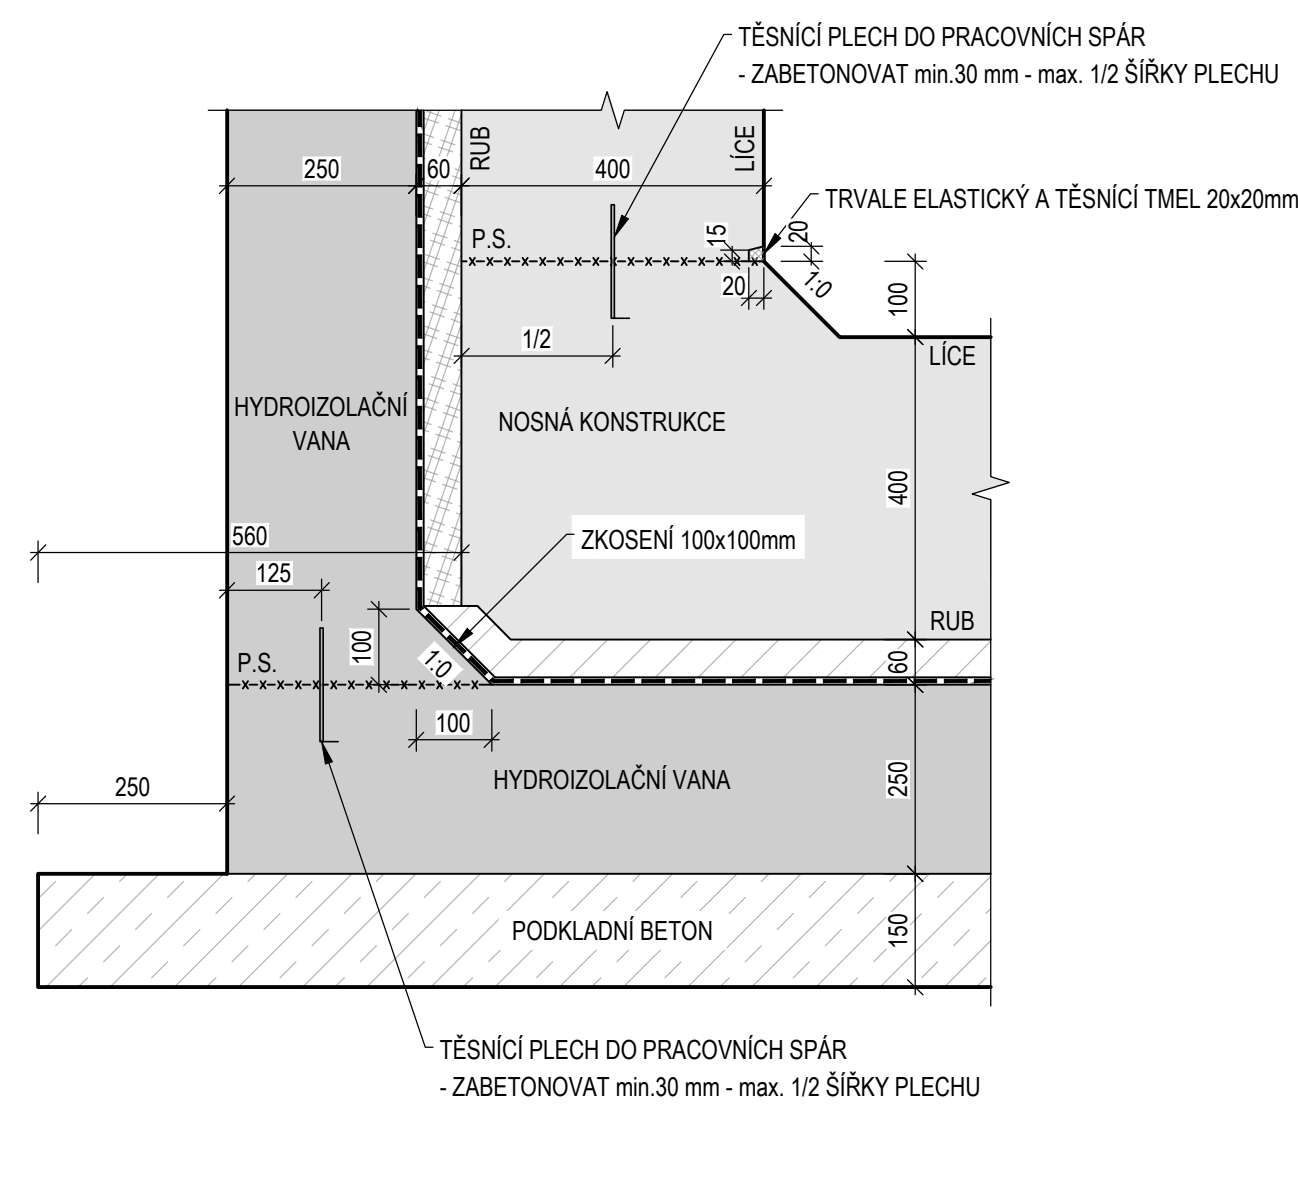 TĚSNÍCÍ PLECH DO PRACOVNÍCH SPÁR
- ZABETONOVAT min.30 mm - max. 1/2 ŠÍŘKY PLECHU
RUB
LÍCE
250
60
400
TRVALE ELASTICKÝ A TĚSNÍCÍ TMEL 20x20mm
P.S.
15
20
20
1:0
100
1/2
LÍCE
HYDROIZOLAČNÍ
VANA
NOSNÁ KONSTRUKCE
400
560
ZKOSENÍ 100x100mm
125
RUB
100
1:0
P.S.
60
100
HYDROIZOLAČNÍ VANA
250
250
PODKLADNÍ BETON
150
TĚSNÍCÍ PLECH DO PRACOVNÍCH SPÁR
- ZABETONOVAT min.30 mm - max. 1/2 ŠÍŘKY PLECHU